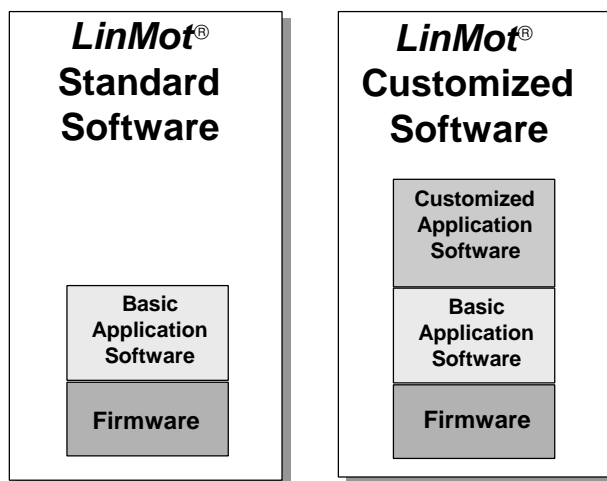 LinMot®
Standard
Software
Basic
Application
Software
Firmware
LinMot®
Customized
Software
Customized
Application
Software
Basic
Application
Software
Firmware